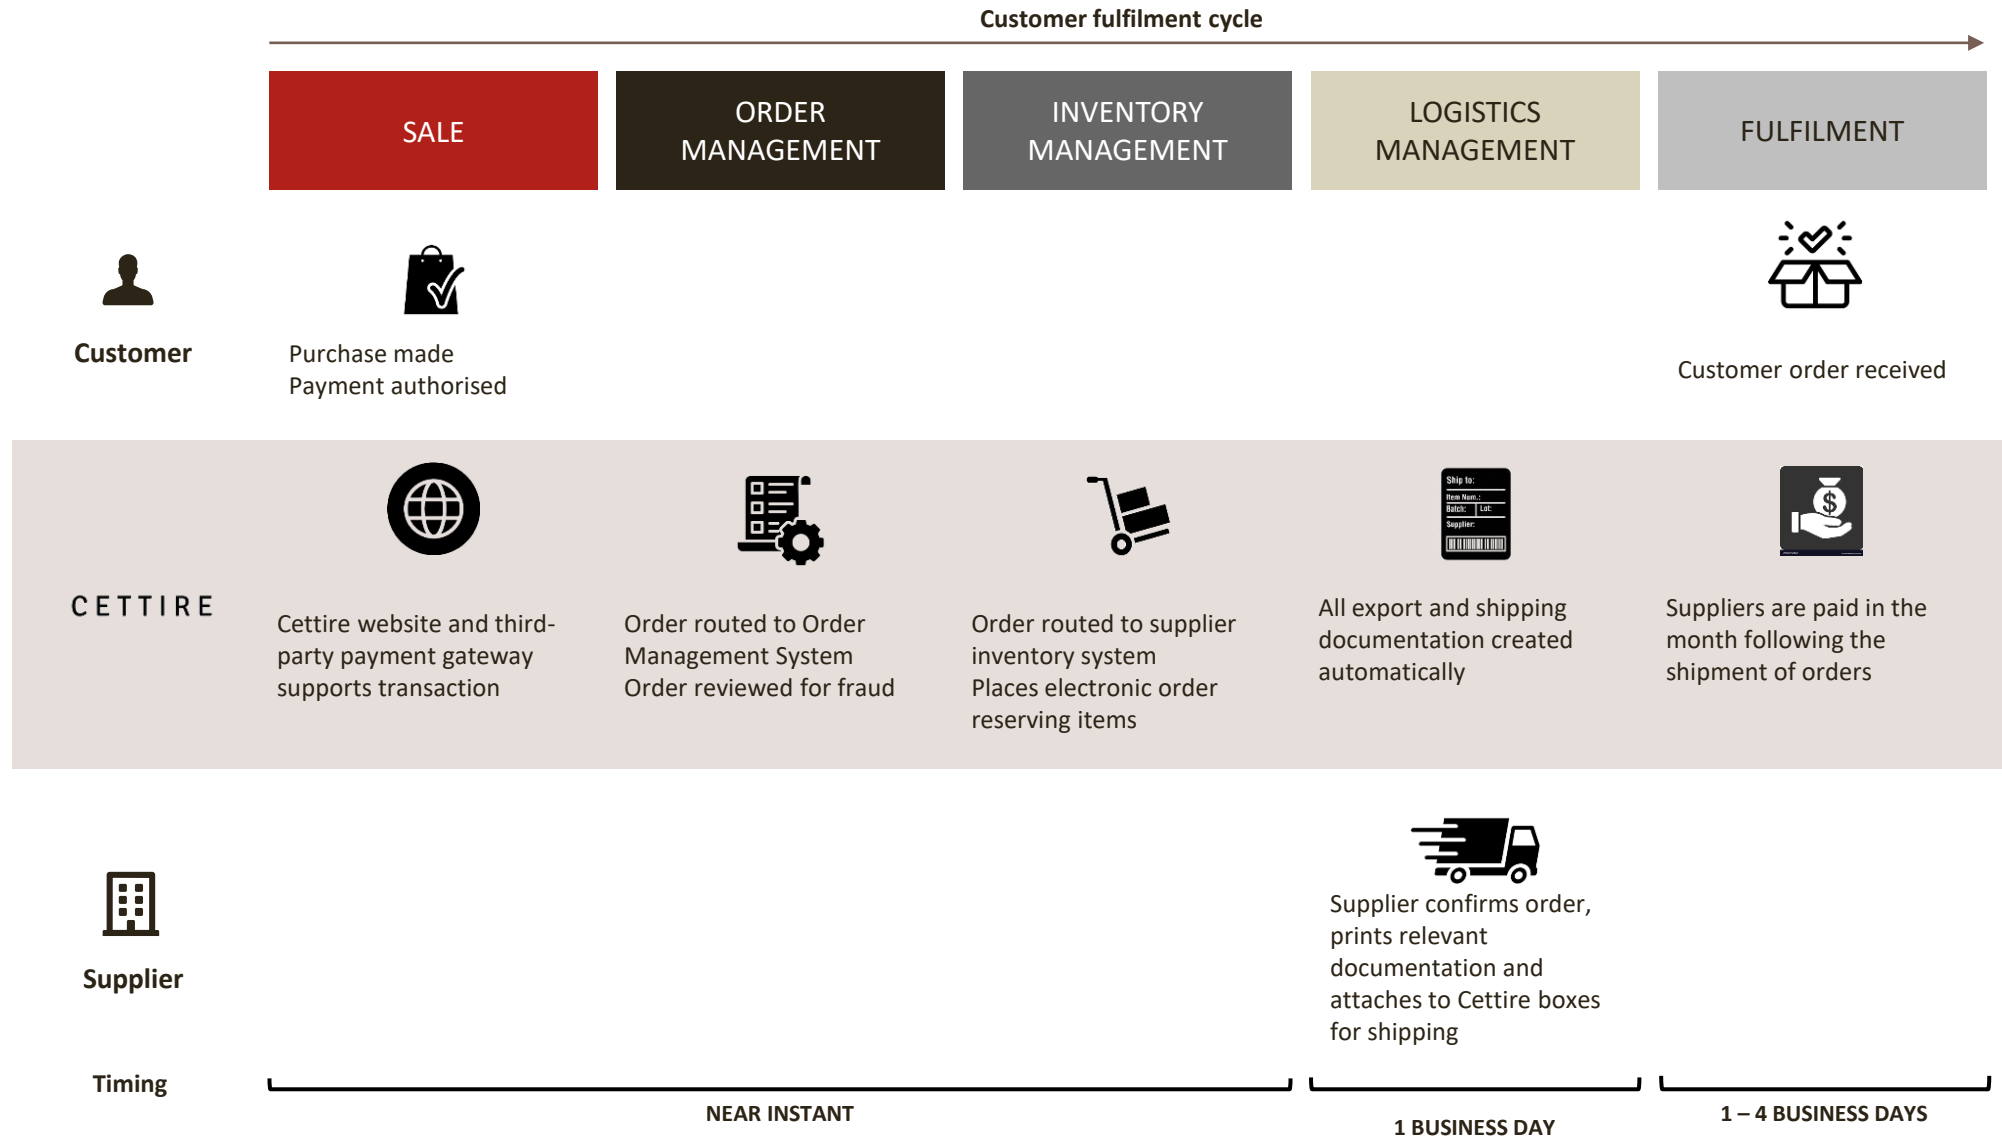 Customer fulfilment cycle
SALE
ORDER
MANAGEMENT
INVENTORY
MANAGEMENT
LOGISTICS
MANAGEMENT
FULFILMENT
Customer
Purchase made
Payment authorised
Customer order received
CETTIRE
Cettire website and third-
party payment gateway
supports transaction
Order routed to Order
Management System
Order reviewed for fraud
Order routed to supplier
inventory system
Places electronic order
reserving items
Ship to:
Item Num.:
Batch: Lot:
Supplier:
All export and shipping
documentation created
automatically
$
Suppliers are paid in the
month following the
shipment of orders
Supplier
Supplier confirms order,
prints relevant
documentation and
attaches to Cettire boxes
for shipping
Timing
NEAR INSTANT
1 BUSINESS DAY
1 – 4 BUSINESS DAYS